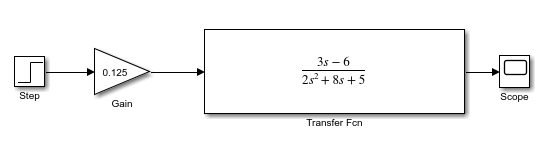 3s − 6
2s² + 8s + 5
0.125
Step
Gain
Transfer Fcn
Scope